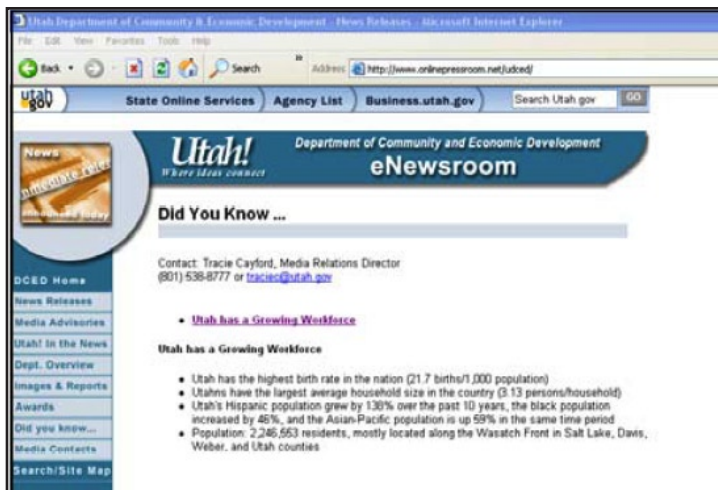 Utah Department of Community & Economic Development - News Releases - Microsoft Internet Explorer
File Edit View Favorites Tools Help
Back Search » Address http://www.onlinepressroom.net/udced/
utah gov State Online Services Agency List Business.utah.gov Search Utah.gov GO
News
announced today
Utah!
Where ideas connect
Department of Community and Economic Development
eNewsroom
Did You Know ...
Contact: Tracie Cayford, Media Relations Director
(801) 538-8777 or traciec@utah.gov
• Utah has a Growing Workforce
Utah has a Growing Workforce
• Utah has the highest birth rate in the nation (21.7 births/1,000 population)
• Utahns have the largest average household size in the country (3.13 persons/household)
• Utah's Hispanic population grew by 138% over the past 10 years, the black population
increased by 46%, and the Asian-Pacific population is up 59% in the same time period
• Population: 2,246,553 residents, mostly located along the Wasatch Front in Salt Lake, Davis,
Weber, and Utah counties
DCED Home
News Releases
Media Advisories
Utah! In the News
Dept. Overview
Images & Reports
Awards
Did you know...
Media Contacts
Search/Site Map